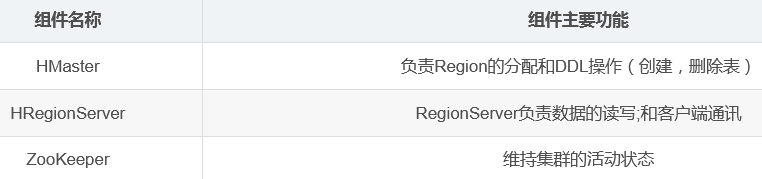 组件名称 组件主要功能
HMaster 负责Region的分配和DDL操作（创建，删除表）
HRegionServer RegionServer负责数据的读写;和客户端通讯
ZooKeeper 维持集群的活动状态